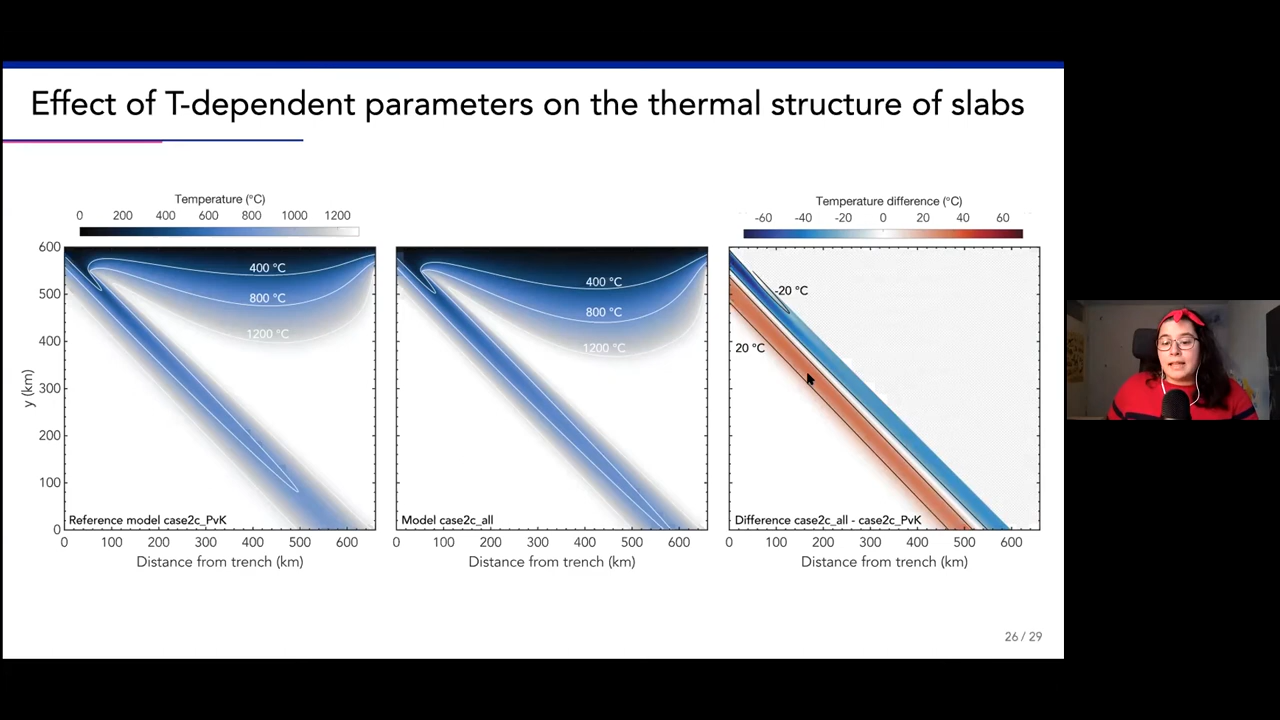 Effect of T-dependent parameters on the thermal structure of slabs
Temperature (°C)
0 200 400 600 800 1000 1200
Temperature difference (°C)
-60 -40 -20 0 20 40 60
y (km)
600
500
400
300
200
100
0
400 °C
800 °C
1200 °C
Reference model case2c_PvK
0 100 200 300 400 500 600
Distance from trench (km)
400 °C
800 °C
1200 °C
Model case2c_all
0 100 200 300 400 500 600
Distance from trench (km)
-20 °C
20 °C
Difference case2c_all - case2c_PvK
0 100 200 300 400 500 600
Distance from trench (km)
26 / 29